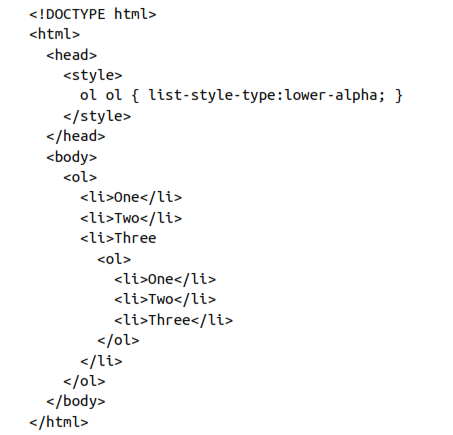 <!DOCTYPE html>
<html>
  <head>
    <style>
      ol ol { list-style-type:lower-alpha; }
    </style>
  </head>
  <body>
    <ol>
      <li>One</li>
      <li>Two</li>
      <li>Three
        <ol>
          <li>One</li>
          <li>Two</li>
          <li>Three</li>
        </ol>
      </li>
    </ol>
  </body>
</html>